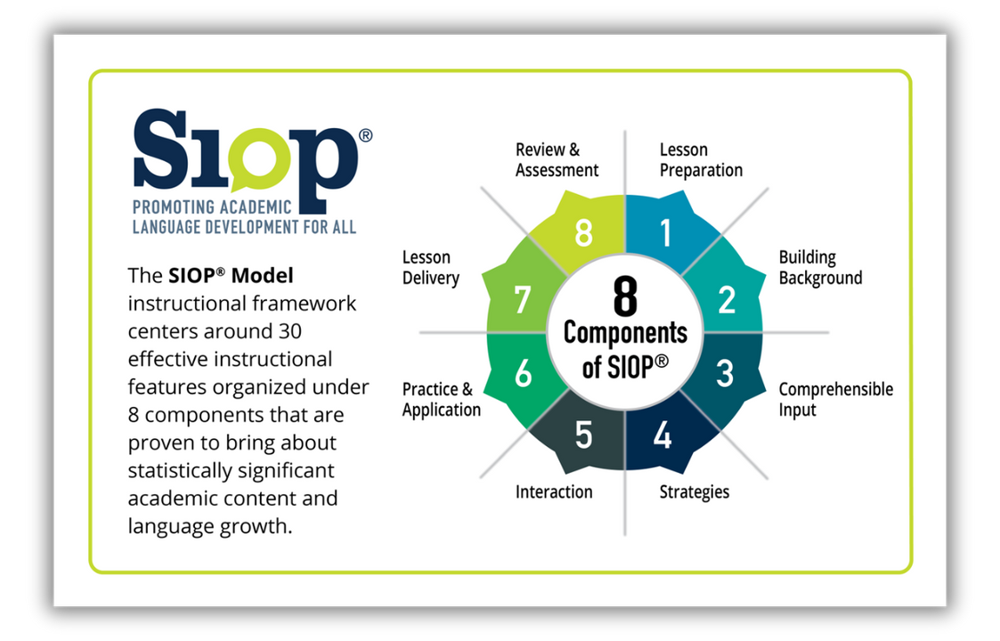 Siop®
PROMOTING ACADEMIC
LANGUAGE DEVELOPMENT FOR ALL
The SIOP® Model
instructional framework
centers around 30
effective instructional
features organized under
8 components that are
proven to bring about
statistically significant
academic content and
language growth.
8
Components
of SIOP®
1
Lesson
Preparation
2
Building
Background
3
Comprehensible
Input
4
Strategies
5
Interaction
6
Practice &
Application
7
Lesson
Delivery
8
Review &
Assessment